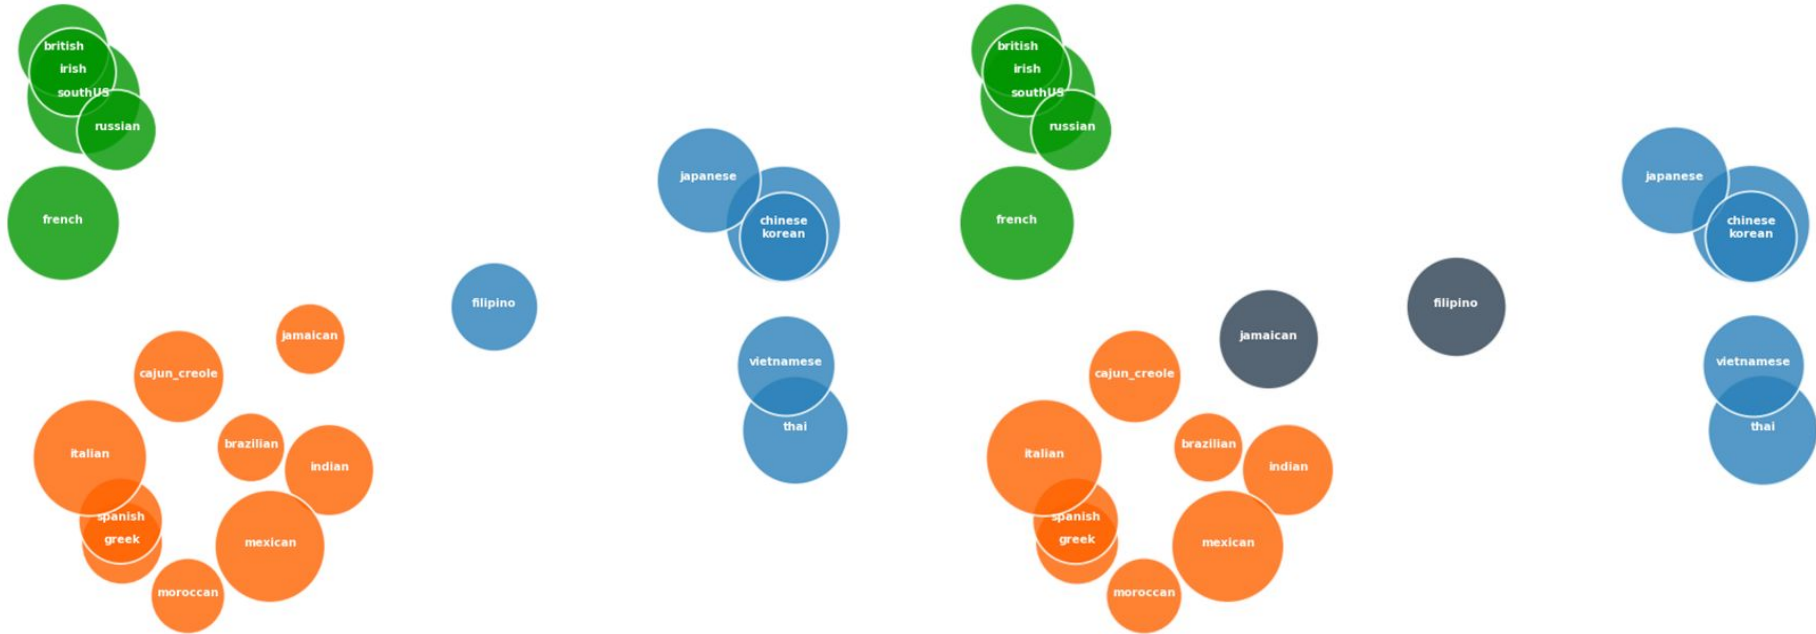 british
irish
southUS
russian
french
japanese
chinese
korean
filipino
jamaican
cajun_creole
vietnamese
thai
italian
brazilian
indian
spanish
greek
mexican
moroccan
british
irish
southUS
russian
french
japanese
chinese
korean
filipino
jamaican
cajun_creole
vietnamese
thai
italian
brazilian
indian
spanish
greek
mexican
moroccan